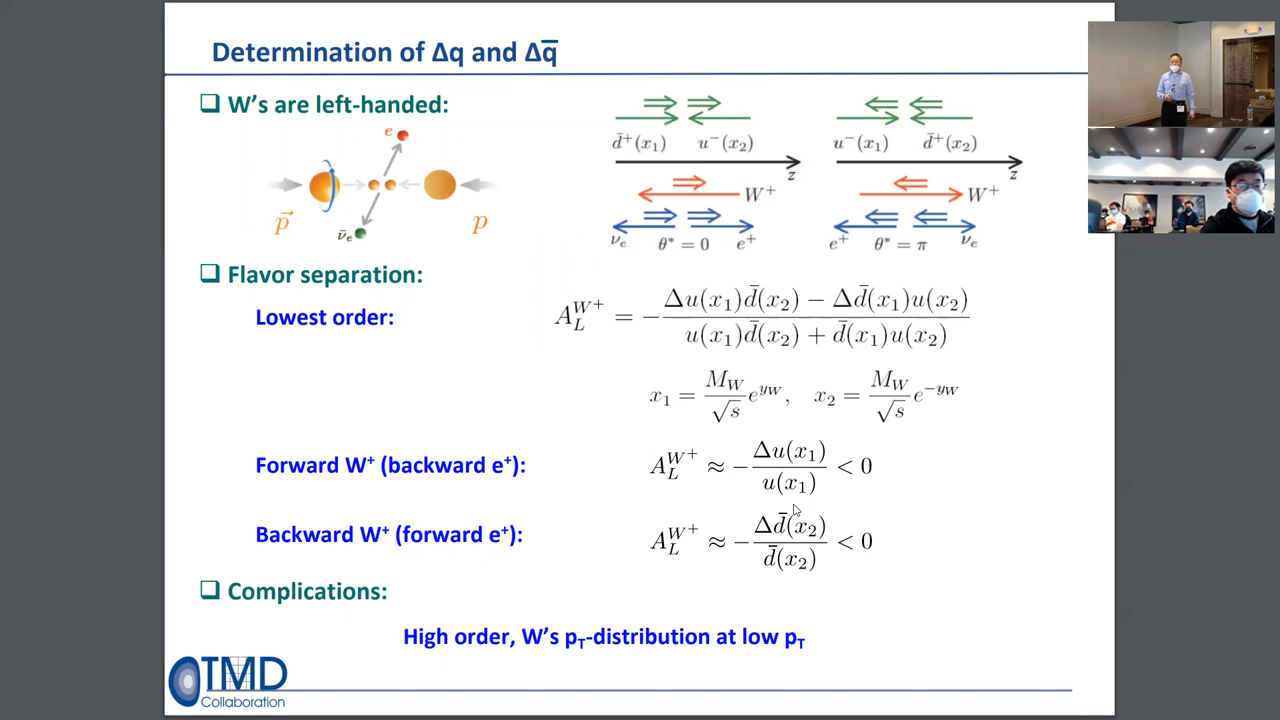 Determination of Δq and Δq̄
❑ W's are left-handed:
e
p⃗
ν̄ₑ
p
d̄⁺(x₁) u⁻(x₂)
z
W⁺
νₑ θ* = 0 e⁺
u⁻(x₁) d̄⁺(x₂)
z
W⁺
e⁺ θ* = π νₑ
❑ Flavor separation:
Lowest order:
A_L^{W⁺} = − (Δu(x₁)d̄(x₂) − Δd̄(x₁)u(x₂)) / (u(x₁)d̄(x₂) + d̄(x₁)u(x₂))
x₁ = (M_W / √s) e^{y_W}, x₂ = (M_W / √s) e^{−y_W}
Forward W⁺ (backward e⁺):
A_L^{W⁺} ≈ − Δu(x₁) / u(x₁) < 0
Backward W⁺ (forward e⁺):
A_L^{W⁺} ≈ − Δd̄(x₂) / d̄(x₂) < 0
❑ Complications:
High order, W's p_T-distribution at low p_T
TMD
Collaboration